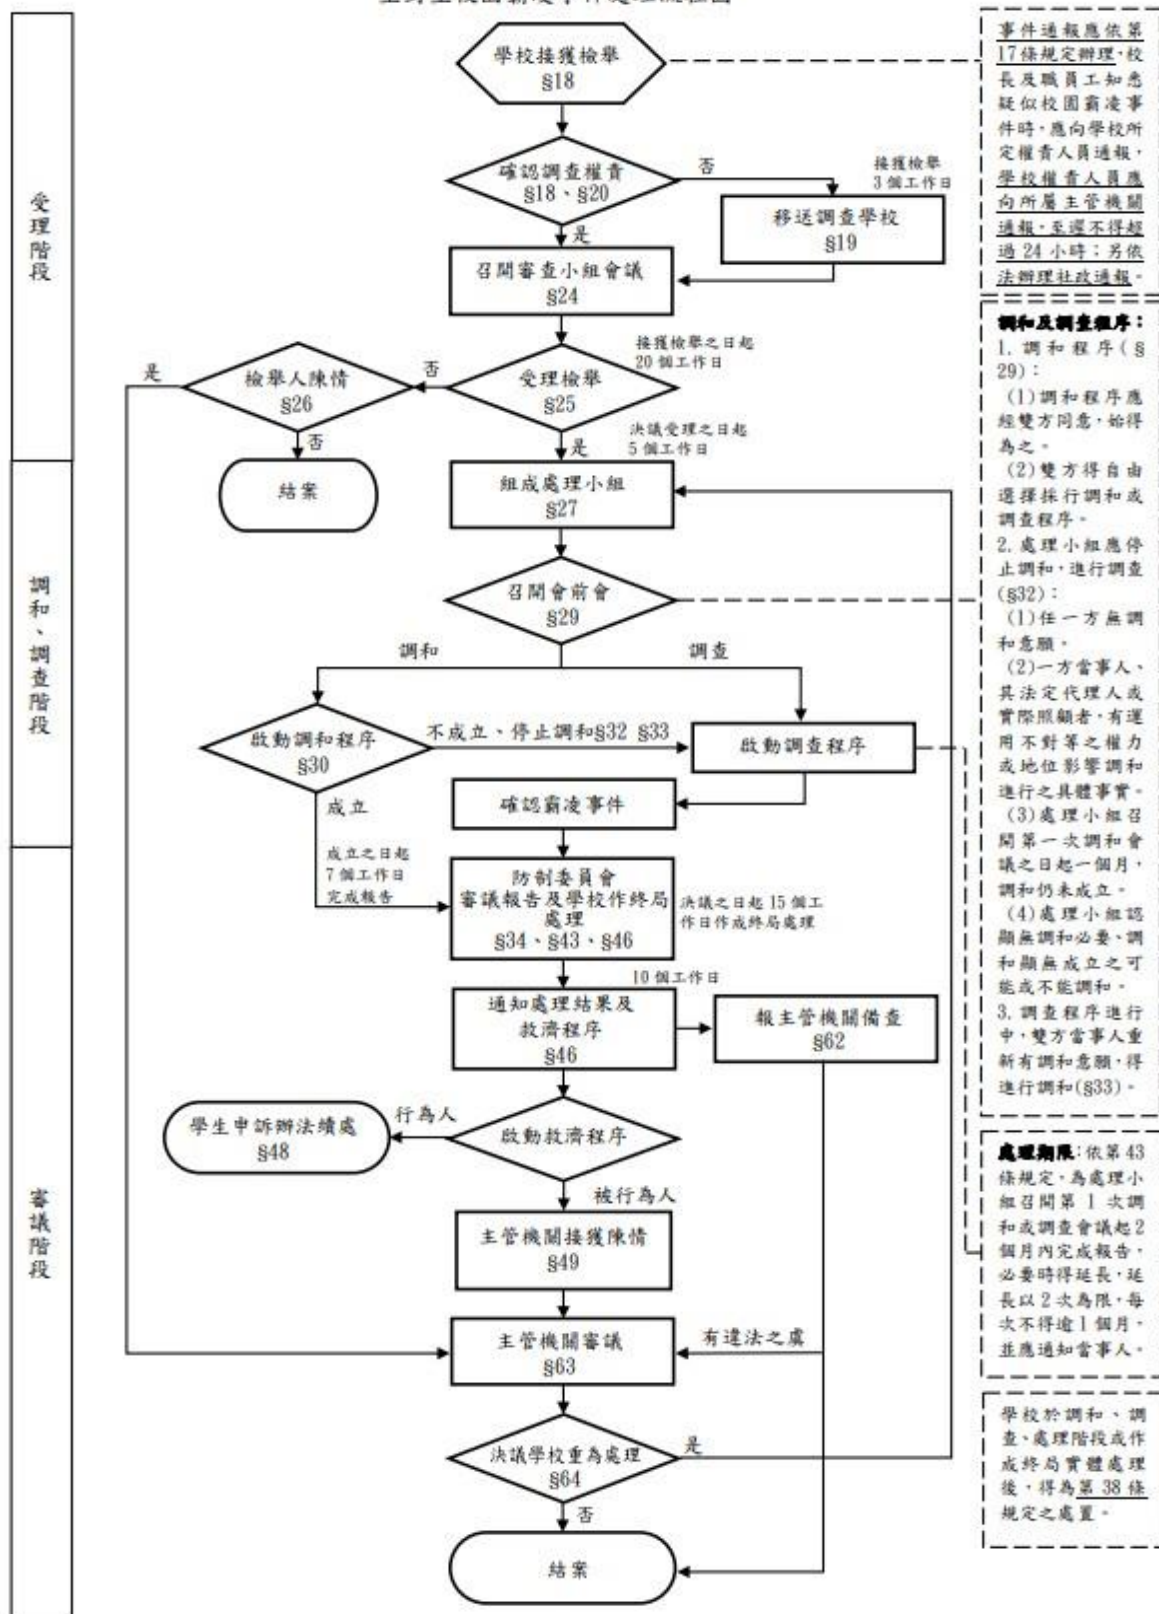 學校接獲檢舉
§18
確認調查權責
§18、§20
否
接獲檢舉
3 個工作日
移送調查學校
§19
是
召開審查小組會議
§24
接獲檢舉之日起
20 個工作日
受理檢舉
§25
否
檢舉人陳情
§26
是
否
結案
決議受理之日起
5 個工作日
是
組成處理小組
§27
召開會前會
§29
調和
調查
啟動調和程序
§30
不成立、停止調和§32 §33
啟動調查程序
成立
確認霸凌事件
成立之日起
7 個工作日
完成報告
防制委員會
審議報告及學校作終局
處理
§34、§43、§46
決議之日起 15 個工
作日作成終局處理
10 個工作日
通知處理結果及
救濟程序
§46
報主管機關備查
§62
啟動救濟程序
行為人
學生申訴辦法續處
§48
被行為人
主管機關接獲陳情
§49
主管機關審議
§63
有違法之虞
決議學校重為處理
§64
是
否
結案
受理階段
調和、調查階段
審議階段
事件通報應依第
17條規定辦理，校
長及職員工知悉
疑似校園霸凌事
件時，應向學校所
定權責人員通報，
學校權責人員應
向所屬主管機關
通報，至遲不得超
過 24 小時；另依
法辦理社政通報。
調和及調查程序：
1. 調和程序(§
29)：
(1)調和程序應
經雙方同意，始得
為之。
(2)雙方得自由
選擇採行調和或
調查程序。
2. 處理小組應停
止調和，進行調查
(§32)：
(1)任一方無調
和意願。
(2)一方當事人、
其法定代理人或
實際照顧者，有運
用不對等之權力
或地位影響調和
進行之具體事實。
(3)處理小組召
開第一次調和會
議之日起一個月，
調和仍未成立。
(4)處理小組認
顯無調和必要、調
和顯無成立之可
能或不能調和。
3. 調查程序進行
中，雙方當事人重
新有調和意願，得
進行調和(§33)。
處理期限：依第 43
條規定，為處理小
組召開第 1 次調
和或調查會議起2
個月內完成報告，
必要時得延長，延
長以 2 次為限，每
次不得逾 1 個月，
並應通知當事人。
學校於調和、調
查、處理階段或作
成終局實體處理
後，得為第 38 條
規定之處置。